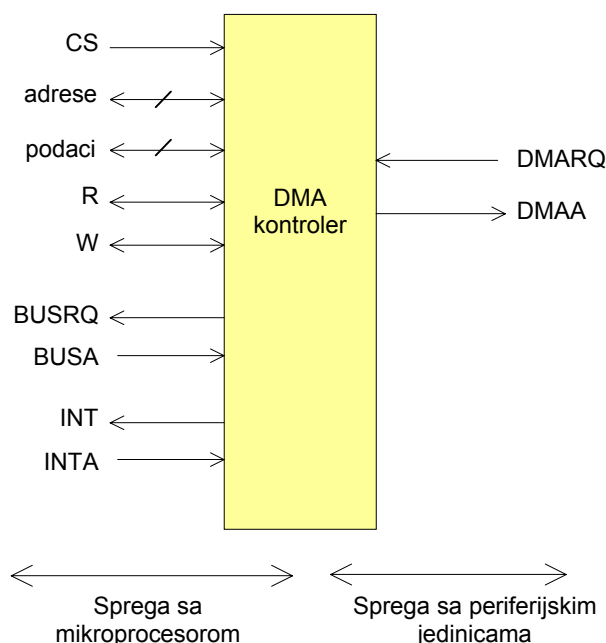 CS
adrese
podaci
R
W
BUSRQ
BUSA
INT
INTA
DMA
kontroler
DMARQ
DMAA
Sprega sa
mikroprocesorom
Sprega sa periferijskim
jedinicama